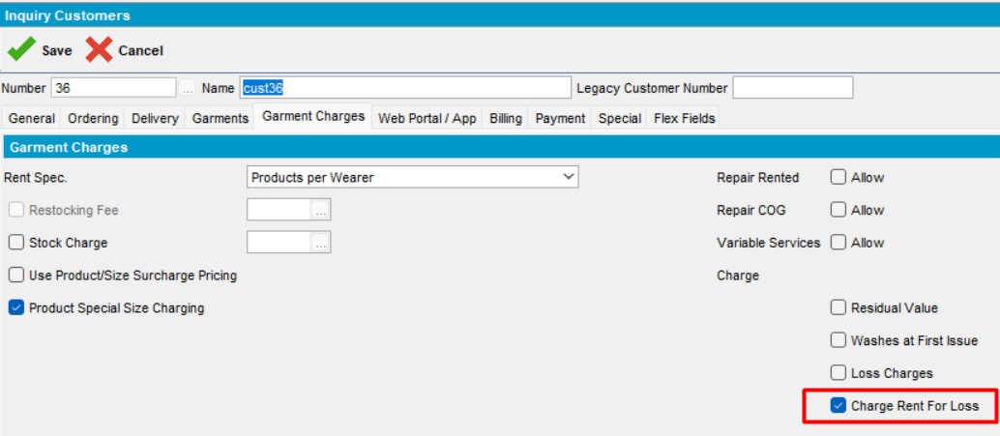 Inquiry Customers
Save Cancel
Number 36 ... Name cust36 Legacy Customer Number
General Ordering Delivery Garments Garment Charges Web Portal / App Billing Payment Special Flex Fields
Garment Charges
Rent Spec. Products per Wearer Repair Rented Allow
Restocking Fee ... Repair COG Allow
Stock Charge ... Variable Services Allow
Use Product/Size Surcharge Pricing Charge
Product Special Size Charging Residual Value
Washes at First Issue
Loss Charges
Charge Rent For Loss